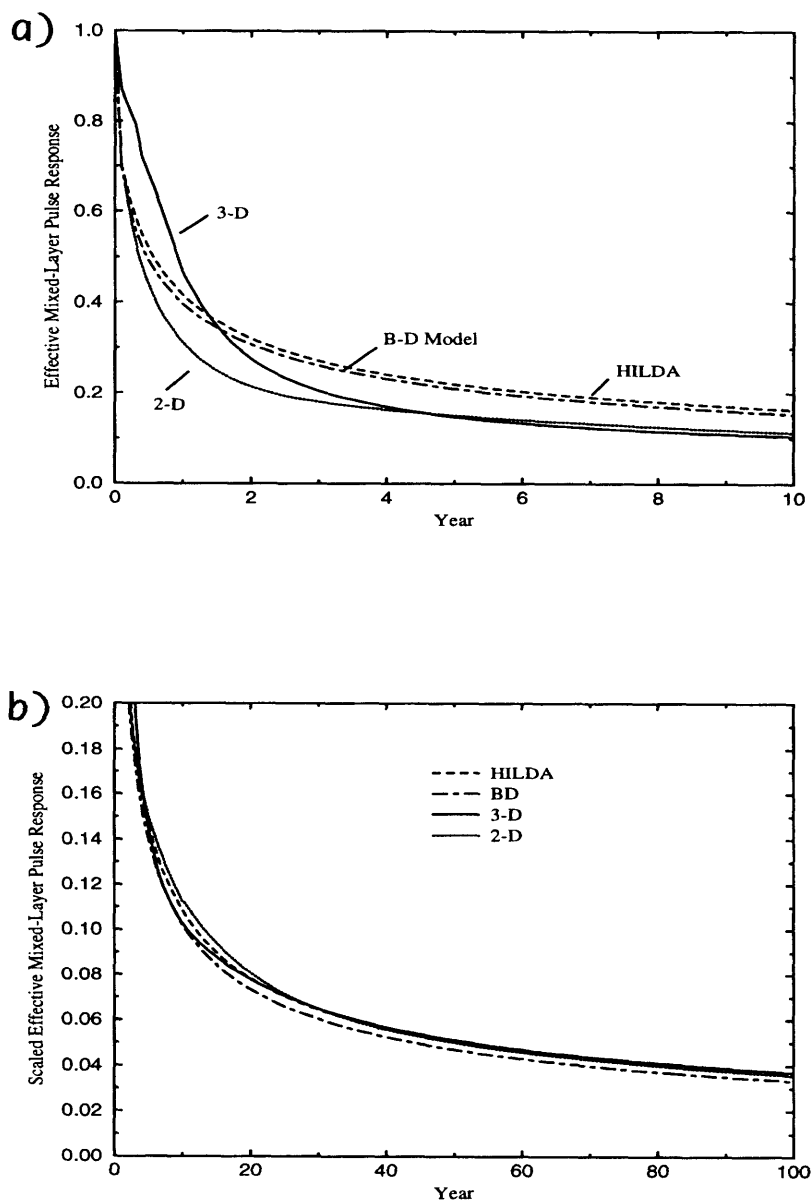 a)
1.0
0.8
0.6
0.4
0.2
0.0
Effective Mixed-Layer Pulse Response
3-D
B-D Model
HILDA
2-D
0 2 4 6 8 10
Year
b)
0.20
0.18
0.16
0.14
0.12
0.10
0.08
0.06
0.04
0.02
0.00
Scaled Effective Mixed-Layer Pulse Response
HILDA
BD
3-D
2-D
0 20 40 60 80 100
Year